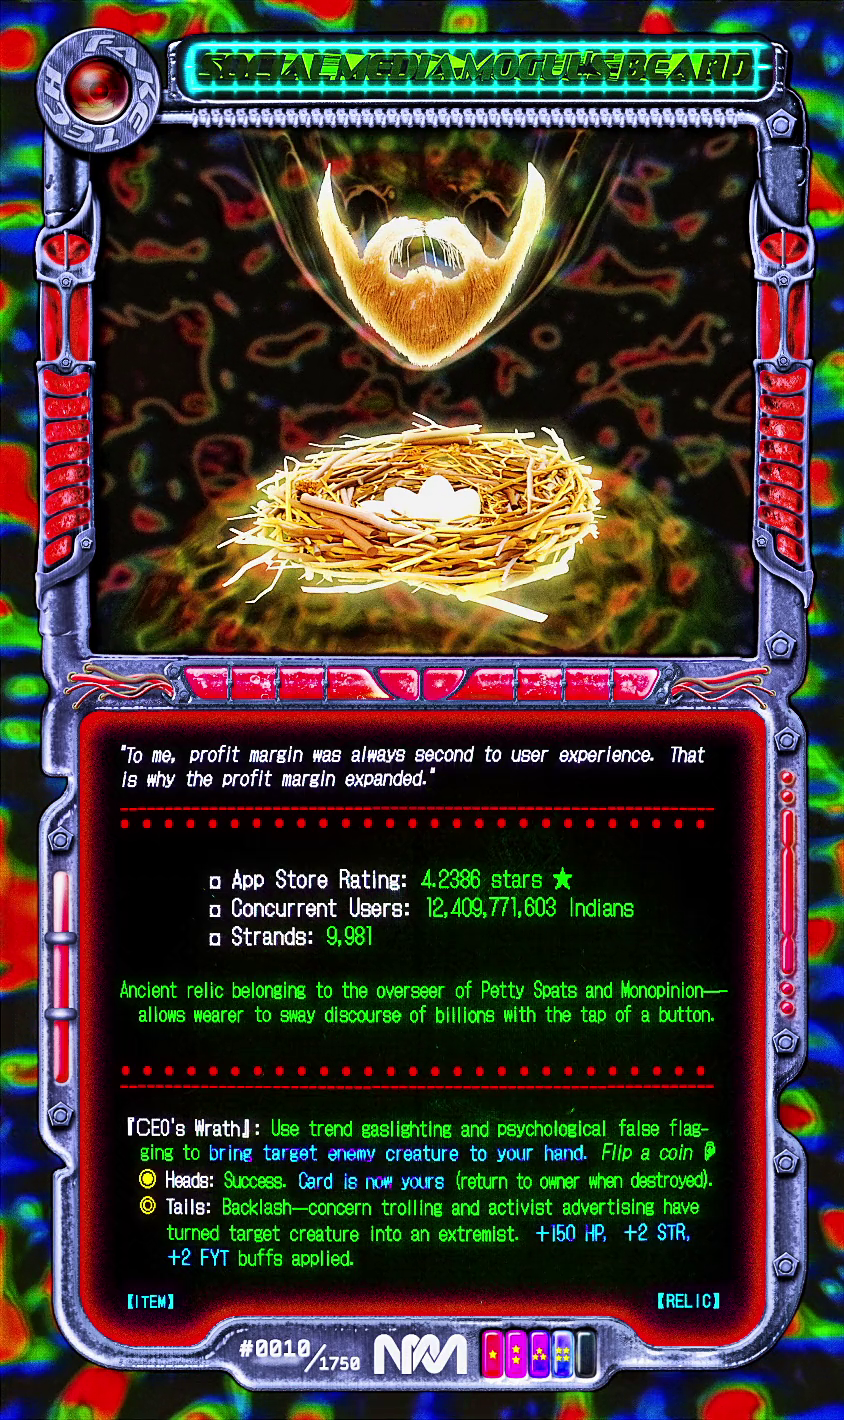 FAKE TECH
SOCIAL MEDIA MOGUL'S BEARD
"To me, profit margin was always second to user experience. That
is why the profit margin expanded."
□ App Store Rating: 4.2386 stars ★
□ Concurrent Users: 12,409,771,603 Indians
□ Strands: 9,981
Ancient relic belonging to the overseer of Petty Spats and Monopinion——
allows wearer to sway discourse of billions with the tap of a button.
『CEO's Wrath』: Use trend gaslighting and psychological false flag-
ging to bring target enemy creature to your hand. Flip a coin
Heads: Success. Card is now yours (return to owner when destroyed).
Tails: Backlash—concern trolling and activist advertising have
turned target creature into an extremist. +150 HP, +2 STR,
+2 FYT buffs applied.
【ITEM】 【RELIC】
#0010/1750